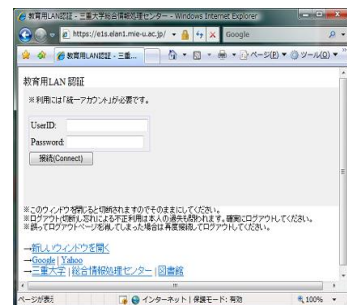 教育用LAN認証 - 三重大学総合情報処理センター - Windows Internet Explorer
https://e1s.elan1.mie-u.ac.jp/
Google
教育用LAN認証 - 三重...
ページ(P)
ツール(O)
教育用LAN 認証
※利用には「統一アカウント」が必要です。
UserID:
Password:
接続(Connect)
※このウィンドウを閉じると切断されますのでそのままにしてください。
※ログアウト(切断)し忘れによる不正利用は本人の過失も問われます。確実にログアウトしてください。
※誤ってログアウトページを消してしまった場合は再度接続してログアウトしてください。
→新しいウィンドウを開く
→Google | Yahoo
→三重大学 | 総合情報処理センター | 図書館
ページが表示
インターネット | 保護モード: 有効
100%